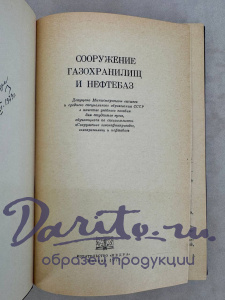 СООРУЖЕНИЕ
ГАЗОХРАНИЛИЩ
И НЕФТЕБАЗ
Допущено Министерством высшего
и среднего специального образования СССР
в качестве учебного пособия
для студентов вузов,
обучающихся по специальности
«Сооружение газонефтепроводов,
газохранилищ и нефтебаз»
Darito.ru
образец продукции